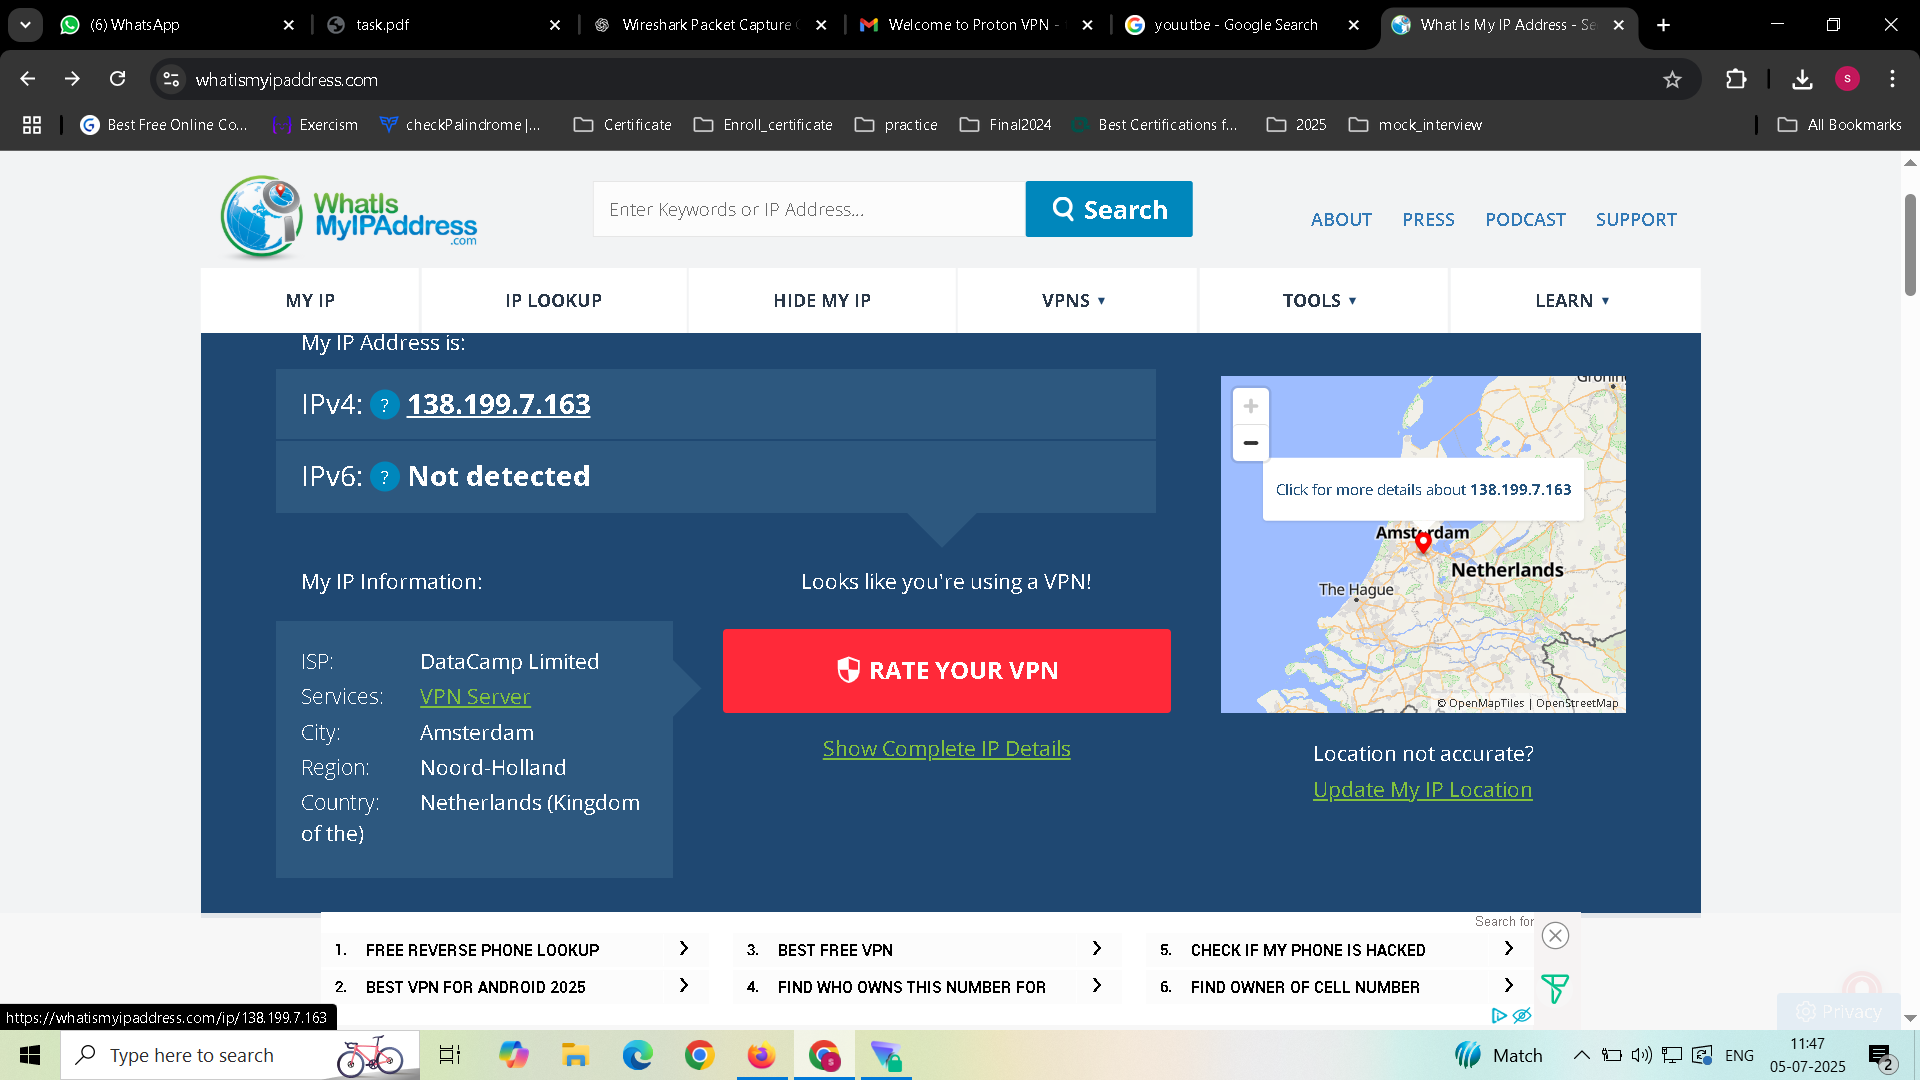 (6) WhatsApp
task.pdf
Wireshark Packet Capture
Welcome to Proton VPN -
youutbe - Google Search
What Is My IP Address - Se
whatismyipaddress.com
s
Best Free Online Co...
Exercism
checkPalindrome |...
Certificate
Enroll_certificate
practice
Final2024
Best Certifications f...
2025
mock_interview
All Bookmarks
WhatIs
MyIPAddress
.com
Enter Keywords or IP Address...
Search
ABOUT
PRESS
PODCAST
SUPPORT
MY IP
IP LOOKUP
HIDE MY IP
VPNS ▼
TOOLS ▼
LEARN ▼
My IP Address is:
IPv4: ? 138.199.7.163
IPv6: ? Not detected
My IP Information:
ISP: DataCamp Limited
Services: VPN Server
City: Amsterdam
Region: Noord-Holland
Country: Netherlands (Kingdom
of the)
Looks like you're using a VPN!
RATE YOUR VPN
Show Complete IP Details
+
−
Click for more details about 138.199.7.163
Amsterdam
Netherlands
The Hague
© OpenMapTiles | OpenStreetMap
Location not accurate?
Update My IP Location
Search for
1. FREE REVERSE PHONE LOOKUP
2. BEST VPN FOR ANDROID 2025
3. BEST FREE VPN
4. FIND WHO OWNS THIS NUMBER FOR
5. CHECK IF MY PHONE IS HACKED
6. FIND OWNER OF CELL NUMBER
Privacy
https://whatismyipaddress.com/ip/138.199.7.163
Type here to search
Match
ENG
11:47
05-07-2025
2